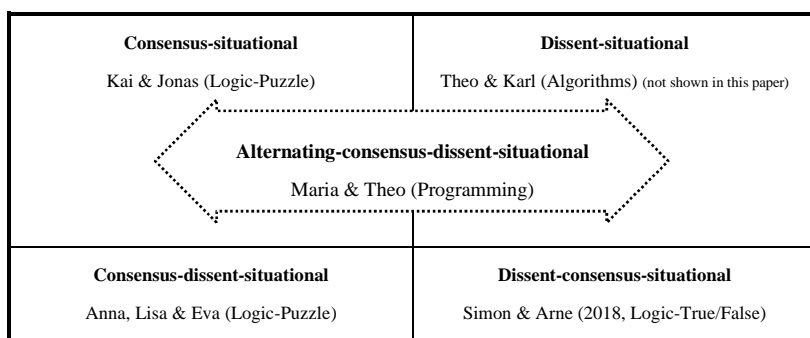 Consensus-situational
Dissent-situational
Kai & Jonas (Logic-Puzzle)
Theo & Karl (Algorithms) (not shown in this paper)
Alternating-consensus-dissent-situational
Maria & Theo (Programming)
Consensus-dissent-situational
Dissent-consensus-situational
Anna, Lisa & Eva (Logic-Puzzle)
Simon & Arne (2018, Logic-True/False)